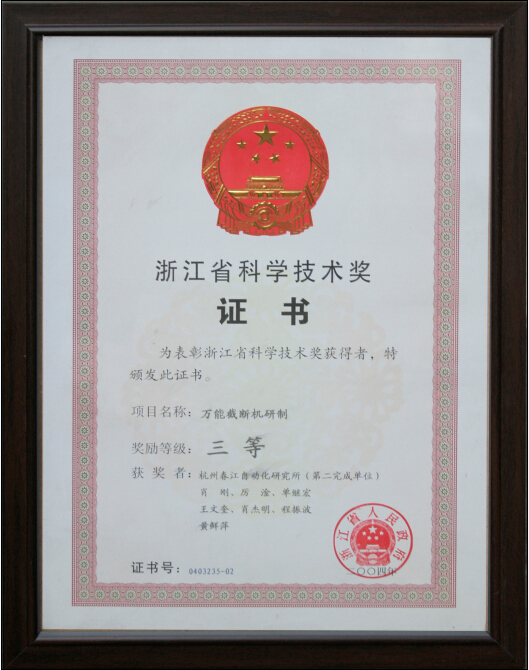 浙江省科学技术奖
证书
为表彰浙江省科学技术奖获得者，特
颁发此证书。
项目名称：万能截断机研制
奖励等级：三等
获奖者：杭州春江自动化研究所（第二完成单位）
肖刚、厉淦、单继宏
王文奎、肖杰明、程振波
黄鲜萍
浙江省人民政府
二〇〇四年
证书号：0403235-02